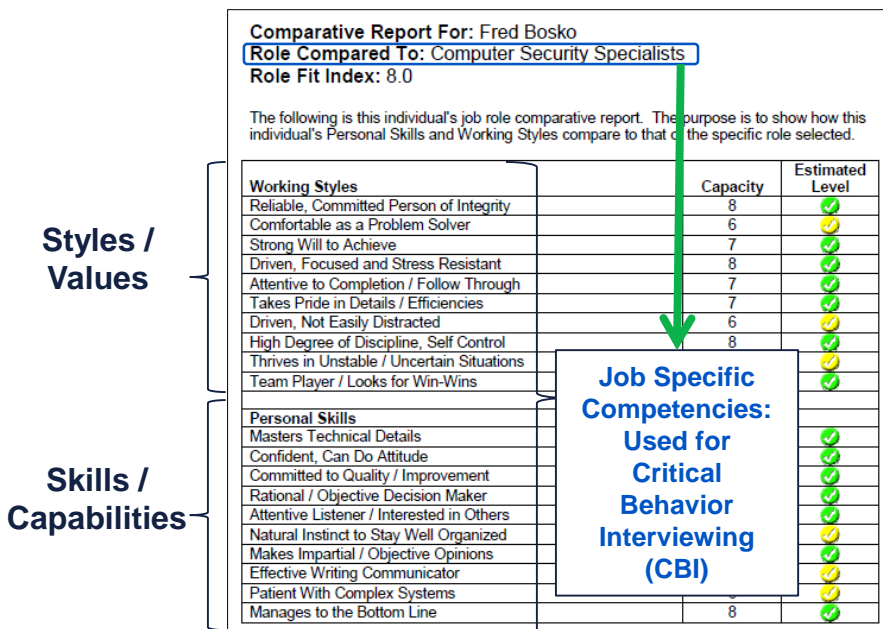 Comparative Report For: Fred Bosko
Role Compared To: Computer Security Specialists
Role Fit Index: 8.0
The following is this individual's job role comparative report. The purpose is to show how this
individual's Personal Skills and Working Styles compare to that of the specific role selected.
Styles /
Values
Working Styles Capacity Estimated Level
Reliable, Committed Person of Integrity 8
Comfortable as a Problem Solver 6
Strong Will to Achieve 7
Driven, Focused and Stress Resistant 8
Attentive to Completion / Follow Through 7
Takes Pride in Details / Efficiencies 7
Driven, Not Easily Distracted 6
High Degree of Discipline, Self Control 8
Thrives in Unstable / Uncertain Situations
Team Player / Looks for Win-Wins
Skills /
Capabilities
Personal Skills
Masters Technical Details
Confident, Can Do Attitude
Committed to Quality / Improvement
Rational / Objective Decision Maker
Attentive Listener / Interested in Others
Natural Instinct to Stay Well Organized
Makes Impartial / Objective Opinions
Effective Writing Communicator
Patient With Complex Systems
Manages to the Bottom Line 8
Job Specific
Competencies:
Used for
Critical
Behavior
Interviewing
(CBI)